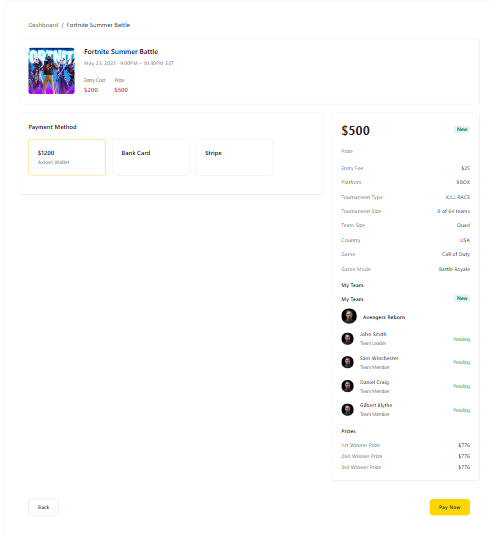 Dashboard / Fortnite Summer Battle
FORTNITE
Fortnite Summer Battle
May 23, 2023 - 9:00PM - 10:30PM EST
Entry Cost Prize
$200 $500
Payment Method
$1200
Axiom Wallet
Bank Card
Stripe
$500 New
Prize
Entry Fee $25
Platform XBOX
Tournament Type KILL RACE
Tournament Size 8 of 64 teams
Team Size Quad
Country USA
Game Call of Duty
Game Mode Battle Royale
My Team
My Team New
Avengers Reborn
John Smith
Team Leader
Pending
Sam Winchester
Team Member
Pending
Daniel Craig
Team Member
Pending
Gilbert Blythe
Team Member
Pending
Prizes
1st Winner Prize $776
2nd Winner Prize $776
3rd Winner Prize $776
Back
Pay Now